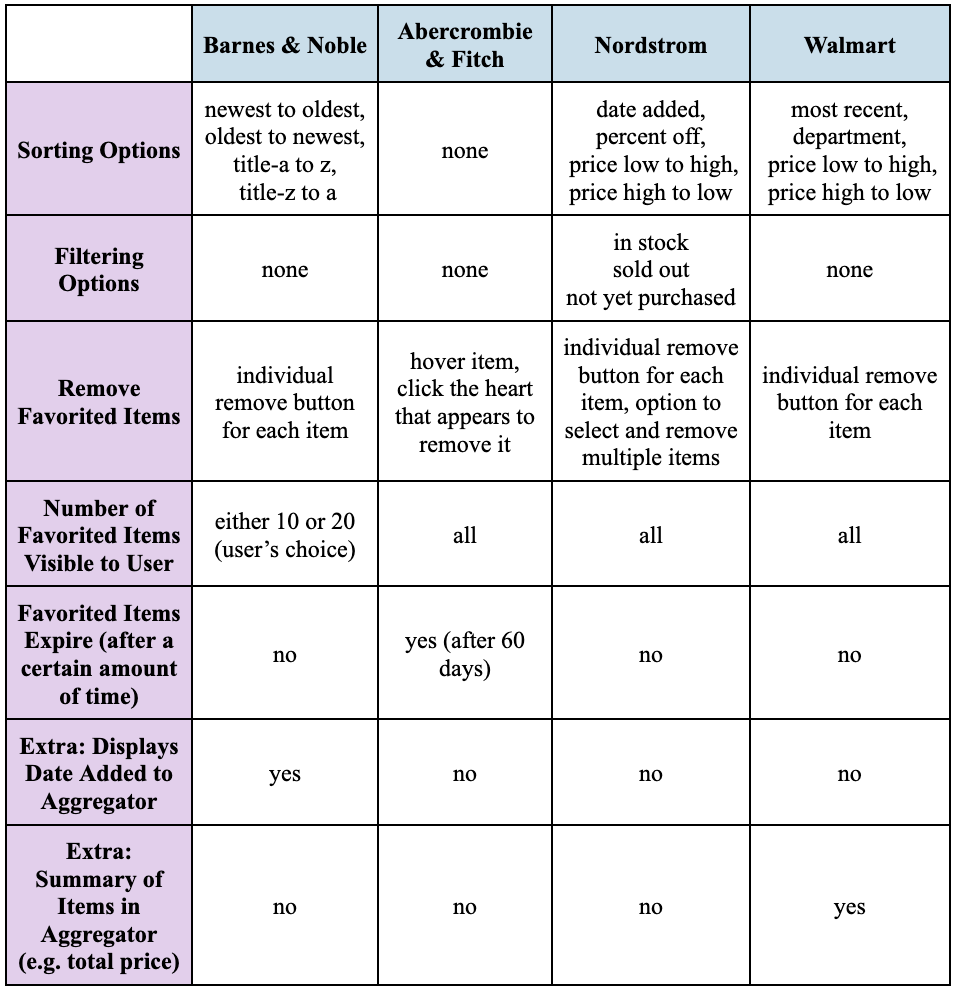 Barnes & Noble
Abercrombie
& Fitch
Nordstrom
Walmart
Sorting Options
newest to oldest,
oldest to newest,
title-a to z,
title-z to a
none
date added,
percent off,
price low to high,
price high to low
most recent,
department,
price low to high,
price high to low
Filtering
Options
none
none
in stock
sold out
not yet purchased
none
Remove
Favorited Items
individual
remove button
for each item
hover item,
click the heart
that appears to
remove it
individual remove
button for each
item, option to
select and remove
multiple items
individual remove
button for each
item
Number of
Favorited Items
Visible to User
either 10 or 20
(user’s choice)
all
all
all
Favorited Items
Expire (after a
certain amount
of time)
no
yes (after 60
days)
no
no
Extra: Displays
Date Added to
Aggregator
yes
no
no
no
Extra:
Summary of
Items in
Aggregator
(e.g. total price)
no
no
no
yes